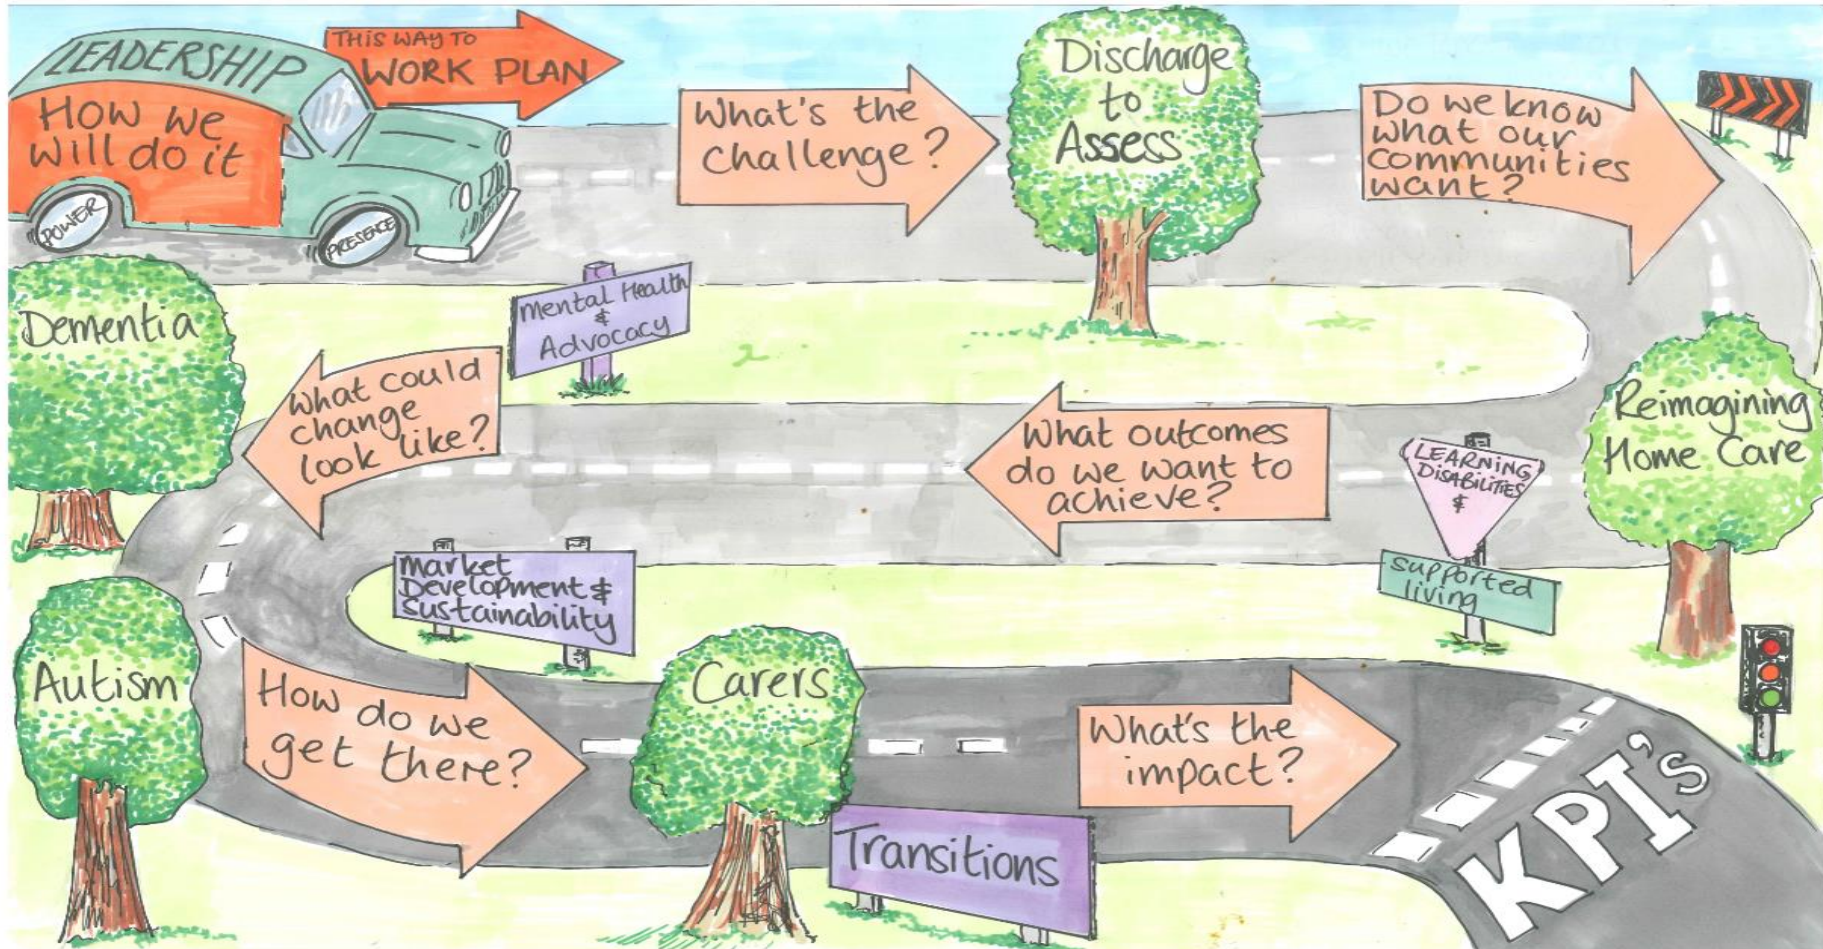 LEADERSHIP
How we
will do it
POWER
PRESENCE
THIS WAY TO
WORK PLAN
What's the
challenge?
Discharge
to
Assess
Do we know
what our
communities
want?
Reimagining
Home Care
LEARNING
DISABILITIES
&
supported
living
What outcomes
do we want to
achieve?
Mental Health
&
Advocacy
What could
change
look like?
Dementia
Autism
Market
Development &
Sustainability
How do we
get there?
Carers
Transitions
What's the
impact?
KPI's